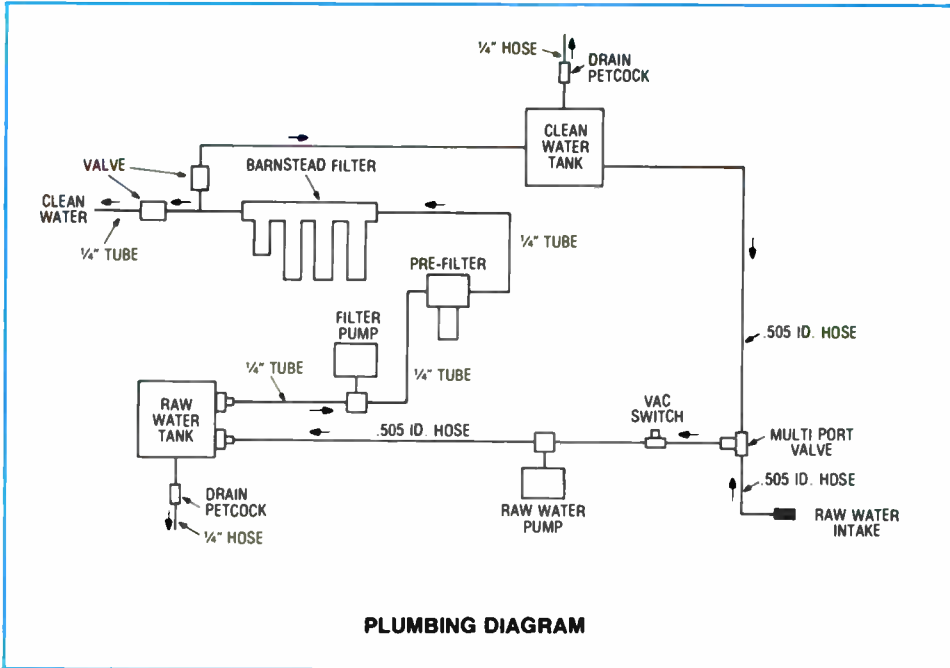 ¼" HOSE
DRAIN
PETCOCK
CLEAN
WATER
TANK
VALVE
BARNSTEAD FILTER
CLEAN
WATER
¼" TUBE
¼" TUBE
PRE-FILTER
FILTER
PUMP
.505 ID. HOSE
¼" TUBE
¼" TUBE
RAW
WATER
TANK
VAC
SWITCH
.505 ID. HOSE
MULTI PORT
VALVE
.505 ID. HDSE
DRAIN
PETCOCK
¼" HOSE
RAW WATER
PUMP
RAW WATER
INTAKE
PLUMBING DIAGRAM